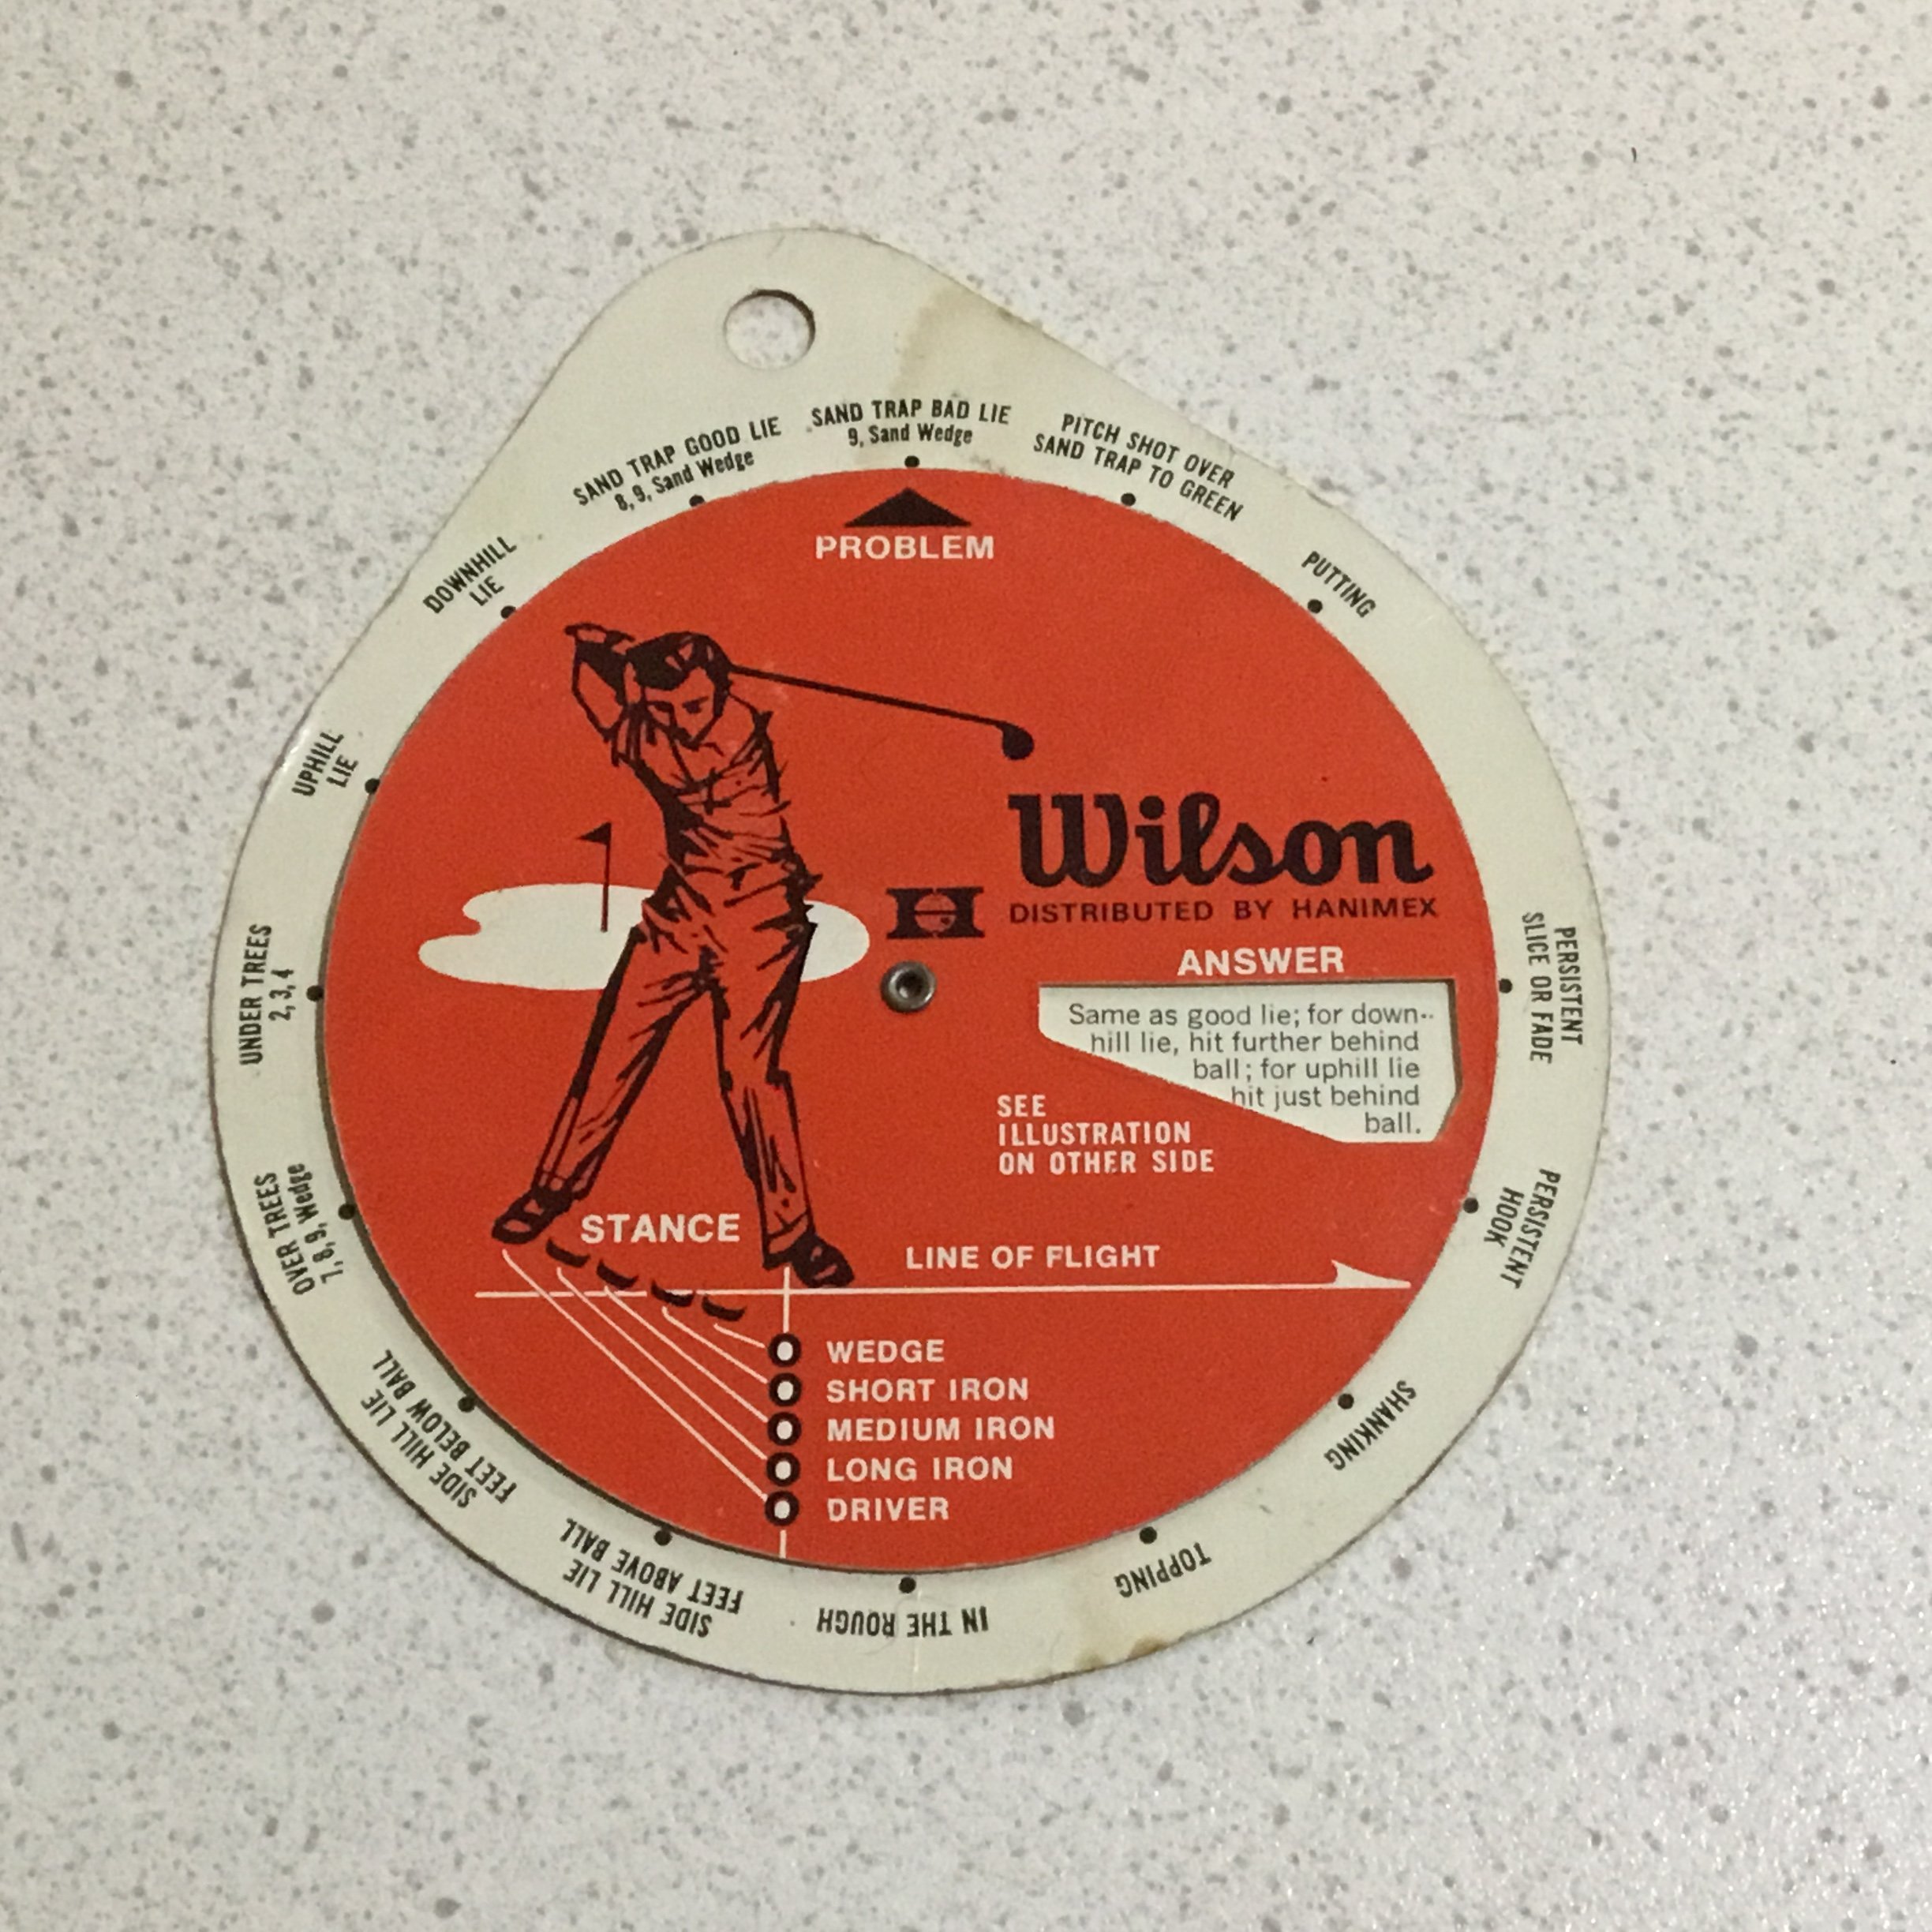 SAND TRAP BAD LIE
9, Sand Wedge
PITCH SHOT OVER
SAND TRAP TO GREEN
PUTTING
PERSISTENT
SLICE OR FADE
PERSISTENT
HOOK
SHANKING
TOPPING
IN THE ROUGH
SIDE HILL LIE
FEET ABOVE BALL
SIDE HILL LIE
FEET BELOW BALL
OVER TREES
7, 8, 9, Wedge
UNDER TREES
2, 3, 4
UPHILL
LIE
DOWNHILL
LIE
SAND TRAP GOOD LIE
8, 9, Sand Wedge
PROBLEM
Wilson
H
DISTRIBUTED BY HANIMEX
ANSWER
Same as good lie; for down-
hill lie, hit further behind
ball; for uphill lie
hit just behind
ball.
SEE
ILLUSTRATION
ON OTHER SIDE
STANCE
LINE OF FLIGHT
WEDGE
SHORT IRON
MEDIUM IRON
LONG IRON
DRIVER